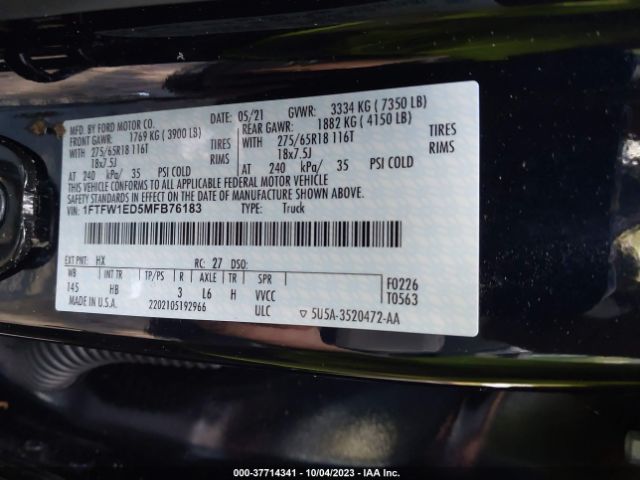 MFD. BY FORD MOTOR CO. DATE: 05/21 GVWR: 3334 KG ( 7350 LB)
FRONT GAWR: 1769 KG ( 3900 LB) REAR GAWR: 1882 KG ( 4150 LB)
WITH 275/65R18 116T TIRES WITH 275/65R18 116T TIRES
18x7.5J RIMS 18x7.5J RIMS
AT 240 kPa/ 35 PSI COLD AT 240 kPa/ 35 PSI COLD
THIS VEHICLE CONFORMS TO ALL APPLICABLE FEDERAL MOTOR VEHICLE
SAFETY STANDARDS IN EFFECT ON THE DATE OF MANUFACTURE SHOWN ABOVE.
VIN: 1FTFW1ED5MFB76183 TYPE: Truck
EXT PNT: HX RC: 27 DSO:
WB INT TR TP/PS R AXLE TR SPR F0226
145 HB 3 L6 H VVCC T0563
MADE IN U.S.A. 2202105192966 ULC ▽ 5U5A-3520472-AA
000-37714341 - 10/04/2023 - IAA Inc.